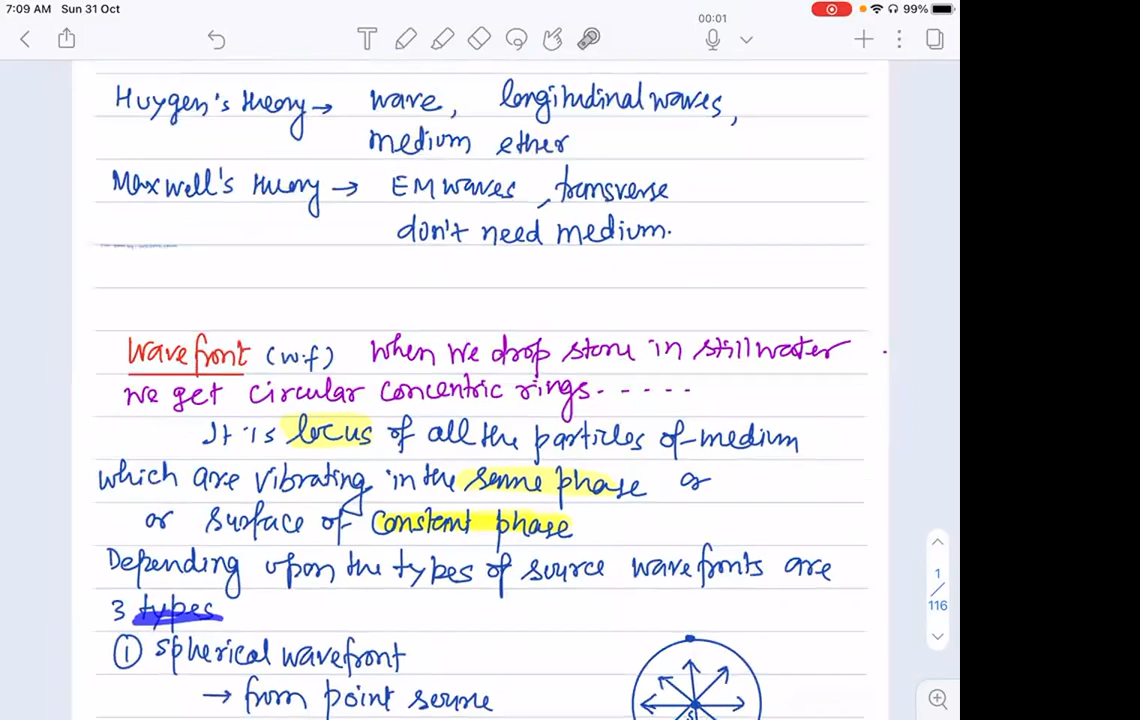 7:09 AM Sun 31 Oct
99%
00:01
Huygen's theory → wave, longitudinal waves,
medium ether
Maxwell's theory → EM waves, transverse
don't need medium.
Wavefront (w.f) When we drop stone in still water
we get circular concentric rings. - - - - -
It is locus of all the particles of medium
which are vibrating in the same phase or
or surface of constant phase
Depending upon the types of source wavefronts are
3 types
① spherical wavefront
→ from point source
S
1
/
116